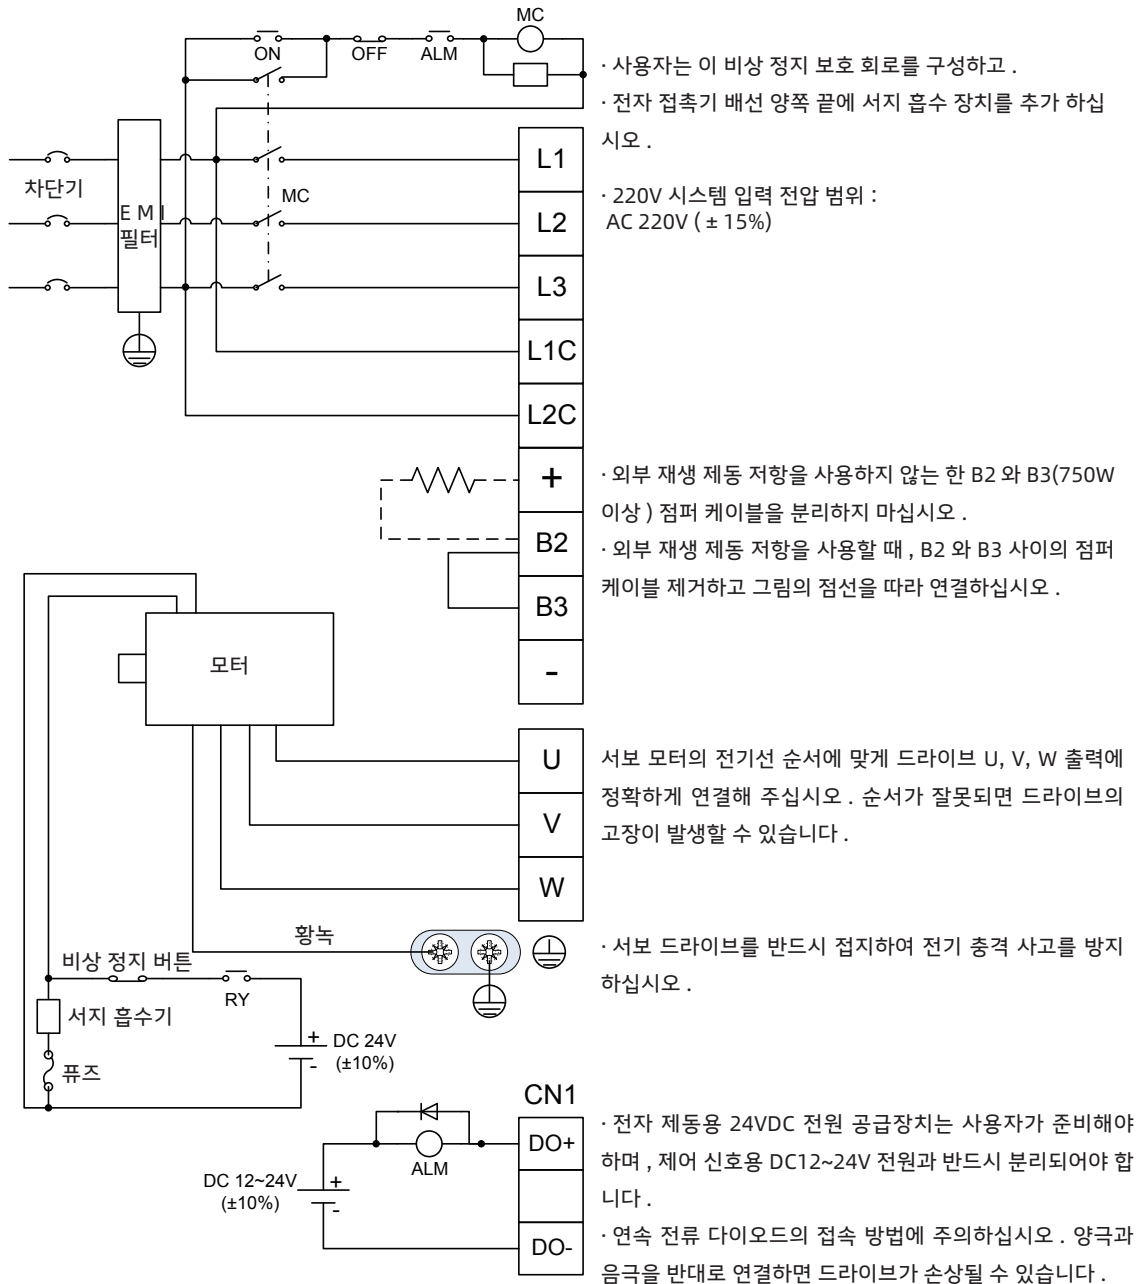 MC
ON
OFF
ALM
· 사용자는 이 비상 정지 보호 회로를 구성하고 .
· 전자 접촉기 배선 양쪽 끝에 서지 흡수 장치를 추가 하십
시오 .
차단기
E M I
필터
MC
L1
L2
L3
L1C
L2C
+
B2
B3
-
· 220V 시스템 입력 전압 범위 :
AC 220V ( ± 15%)
· 외부 재생 제동 저항을 사용하지 않는 한 B2 와 B3(750W
이상 ) 점퍼 케이블을 분리하지 마십시오 .
· 외부 재생 제동 저항을 사용할 때 , B2 와 B3 사이의 점퍼
케이블 제거하고 그림의 점선을 따라 연결하십시오 .
모터
U
V
W
서보 모터의 전기선 순서에 맞게 드라이브 U, V, W 출력에
정확하게 연결해 주십시오 . 순서가 잘못되면 드라이브의
고장이 발생할 수 있습니다 .
황녹
· 서보 드라이브를 반드시 접지하여 전기 충격 사고를 방지
하십시오 .
비상 정지 버튼
RY
서지 흡수기
퓨즈
+ DC 24V
- (±10%)
CN1
DO+
DO-
ALM
DC 12~24V +
(±10%) -
· 전자 제동용 24VDC 전원 공급장치는 사용자가 준비해야
하며 , 제어 신호용 DC12~24V 전원과 반드시 분리되어야 합
니다 .
· 연속 전류 다이오드의 접속 방법에 주의하십시오 . 양극과
음극을 반대로 연결하면 드라이브가 손상될 수 있습니다 .